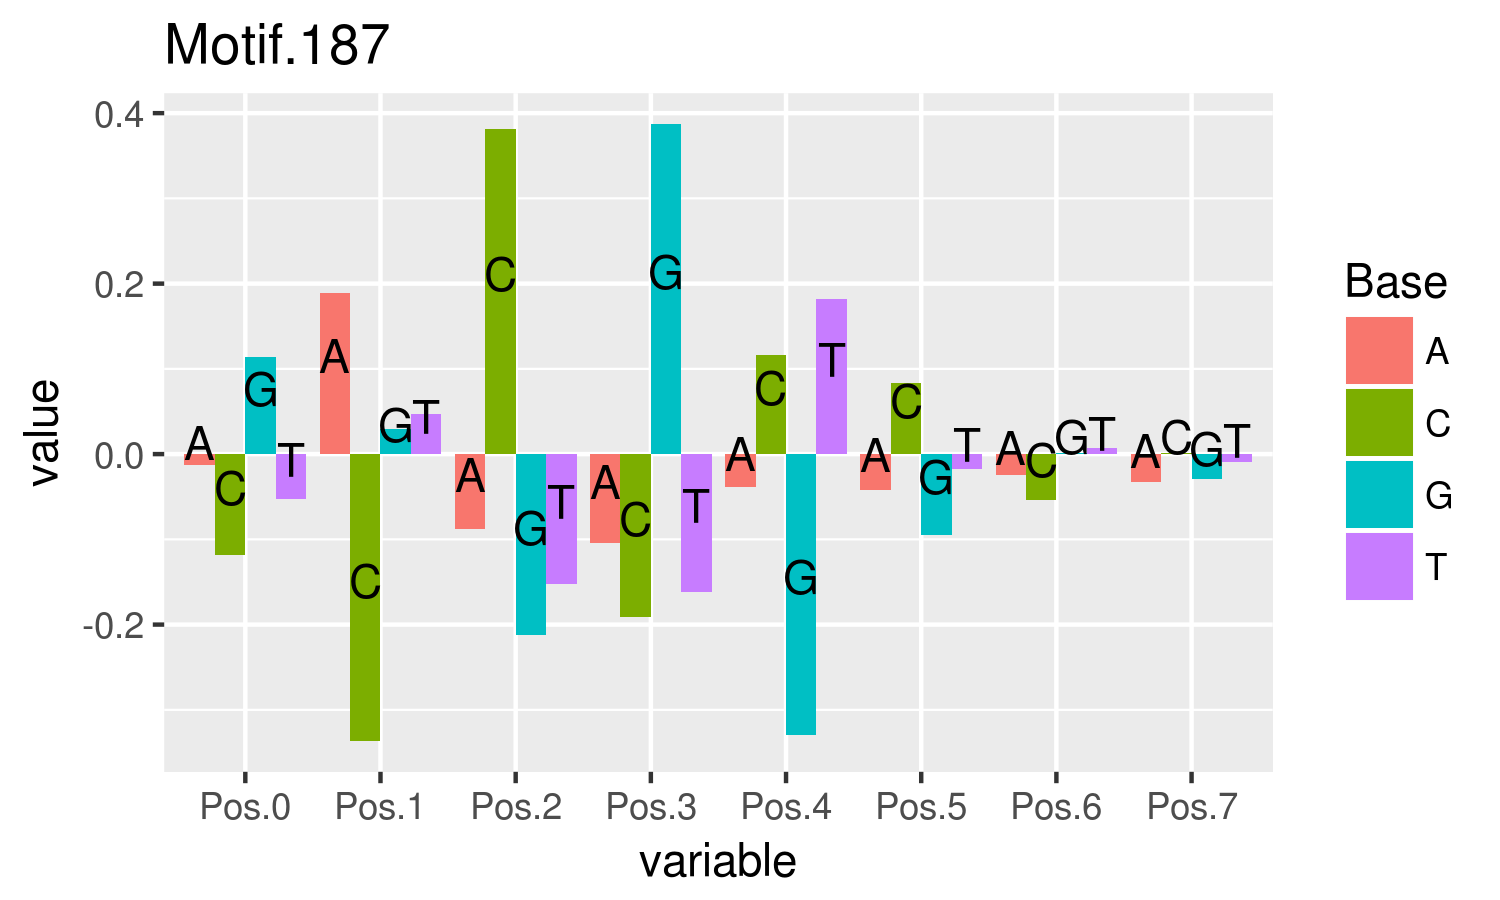 Motif.187
0.4
0.2
0.0
-0.2
value
A C G T
A C G T
A C G T
A C G T
A C G T
A C G T
A C G T
A C G T
Pos.0 Pos.1 Pos.2 Pos.3 Pos.4 Pos.5 Pos.6 Pos.7
variable
Base
A
C
G
T